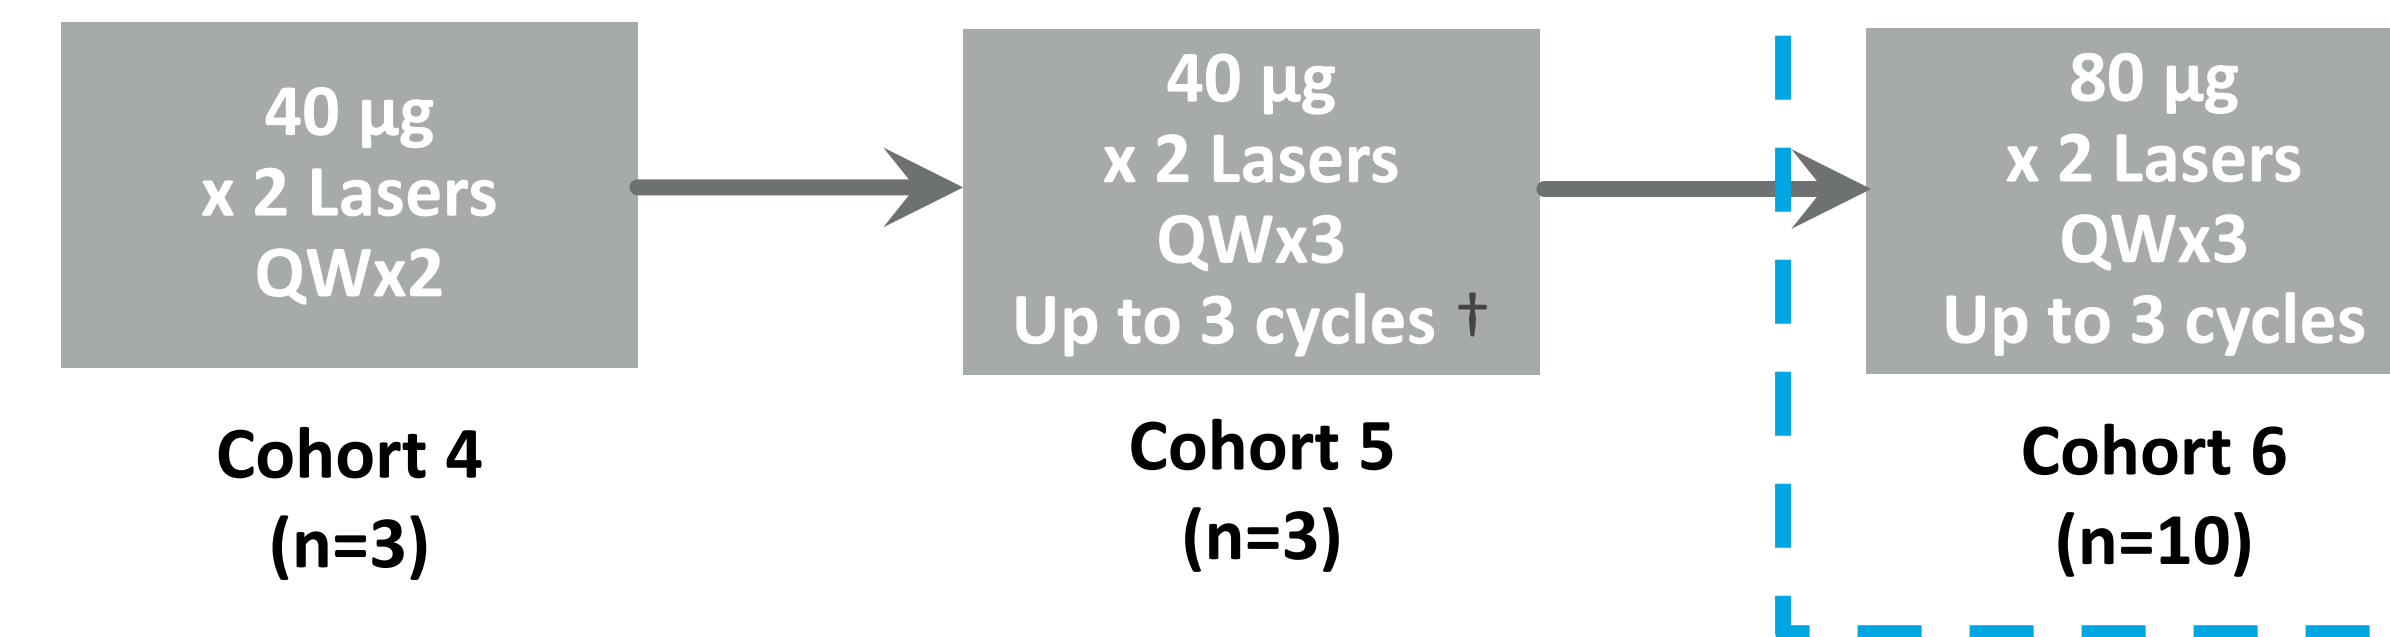 40 µg
x 2 Lasers
QWx2
Cohort 4
(n=3)
40 µg
x 2 Lasers
QWx3
Up to 3 cycles †
Cohort 5
(n=3)
80 µg
x 2 Lasers
QWx3
Up to 3 cycles
Cohort 6
(n=10)